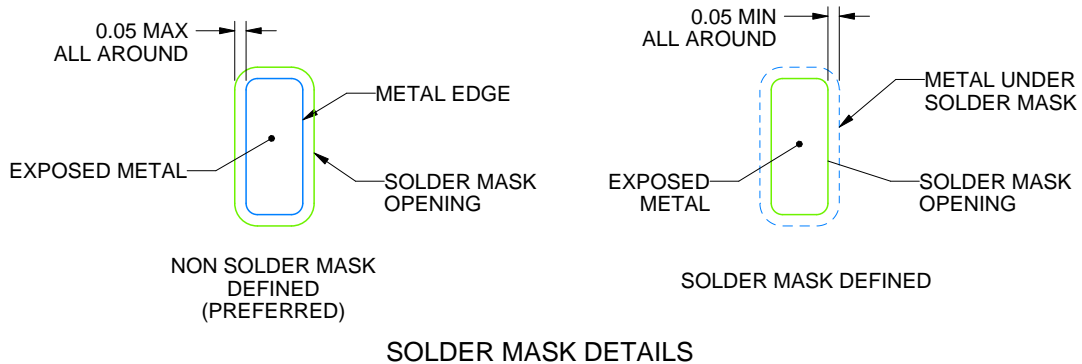 0.05 MAX
ALL AROUND
METAL EDGE
EXPOSED METAL
SOLDER MASK
OPENING
NON SOLDER MASK
DEFINED
(PREFERRED)
0.05 MIN
ALL AROUND
METAL UNDER
SOLDER MASK
EXPOSED
METAL
SOLDER MASK
OPENING
SOLDER MASK DEFINED
SOLDER MASK DETAILS